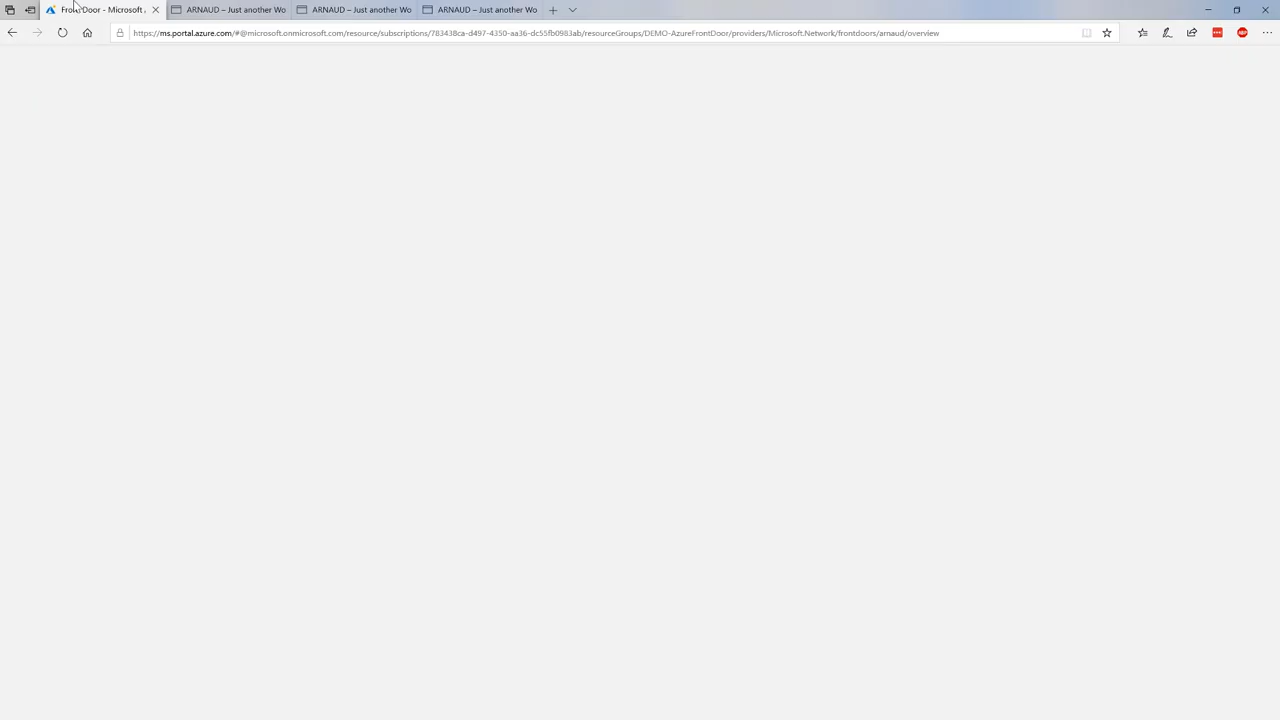 Front Door - Microsoft
ARNAUD – Just another Wo
ARNAUD – Just another Wo
ARNAUD – Just another Wo
https://ms.portal.azure.com/#@microsoft.onmicrosoft.com/resource/subscriptions/783438ca-d497-4350-aa36-dc55fb0983ab/resourceGroups/DEMO-AzureFrontDoor/providers/Microsoft.Network/frontdoors/arnaud/overview
ABP